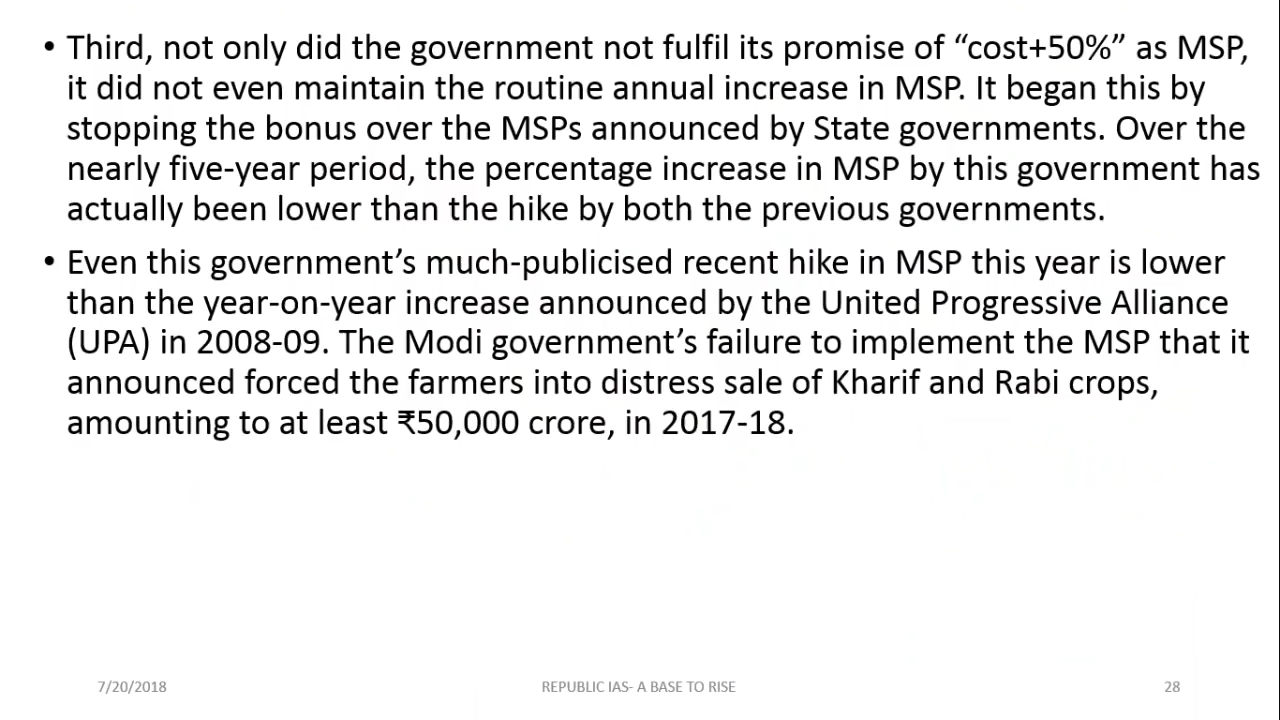 • Third, not only did the government not fulfil its promise of “cost+50%” as MSP,
it did not even maintain the routine annual increase in MSP. It began this by
stopping the bonus over the MSPs announced by State governments. Over the
nearly five-year period, the percentage increase in MSP by this government has
actually been lower than the hike by both the previous governments.
• Even this government’s much-publicised recent hike in MSP this year is lower
than the year-on-year increase announced by the United Progressive Alliance
(UPA) in 2008-09. The Modi government’s failure to implement the MSP that it
announced forced the farmers into distress sale of Kharif and Rabi crops,
amounting to at least ₹50,000 crore, in 2017-18.
7/20/2018 REPUBLIC IAS- A BASE TO RISE 28